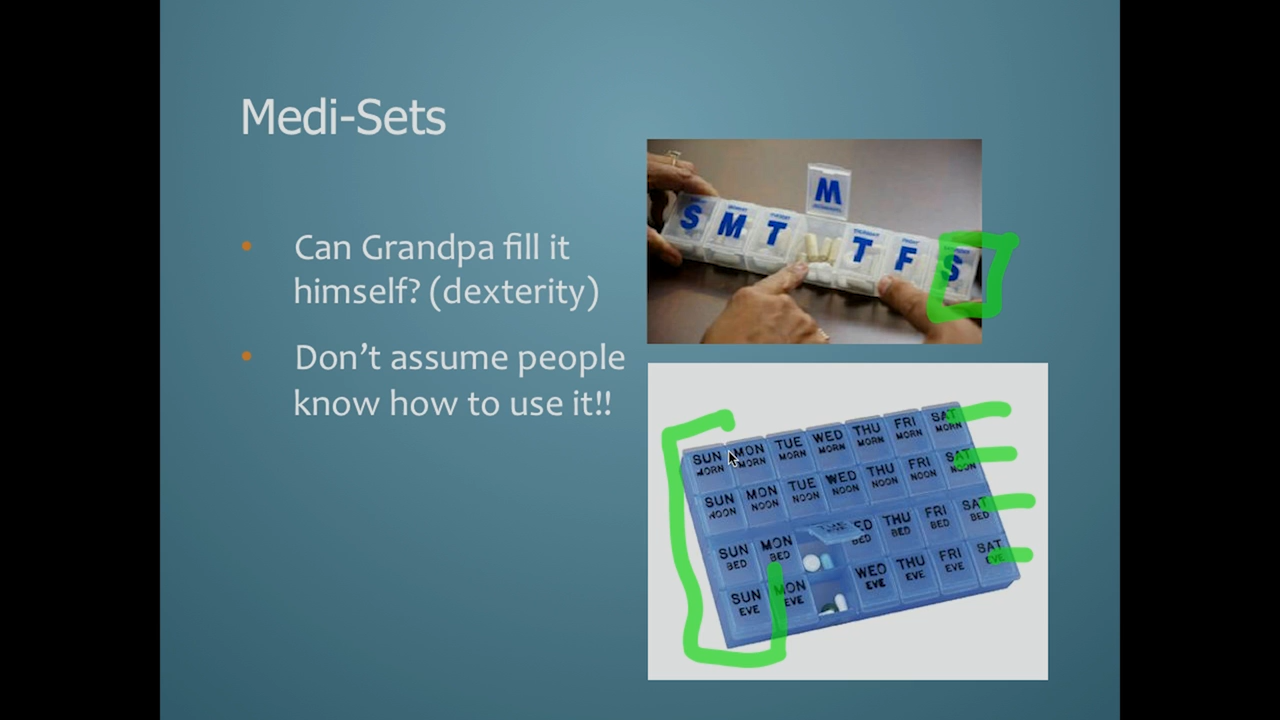 Medi-Sets
Can Grandpa fill it
himself? (dexterity)
Don't assume people
know how to use it!!
M
S M T T F S
SUN MON TUE WED THU FRI SAT
MORN MORN MORN MORN MORN MORN MORN
SUN MON TUE WED THU FRI SAT
NOON NOON NOON NOON NOON NOON NOON
SUN MON ED THU FRI SAT
BED BED BED BED BED BED
SUN MON WED THU FRI SAT
EVE EVE EVE EVE EVE EVE